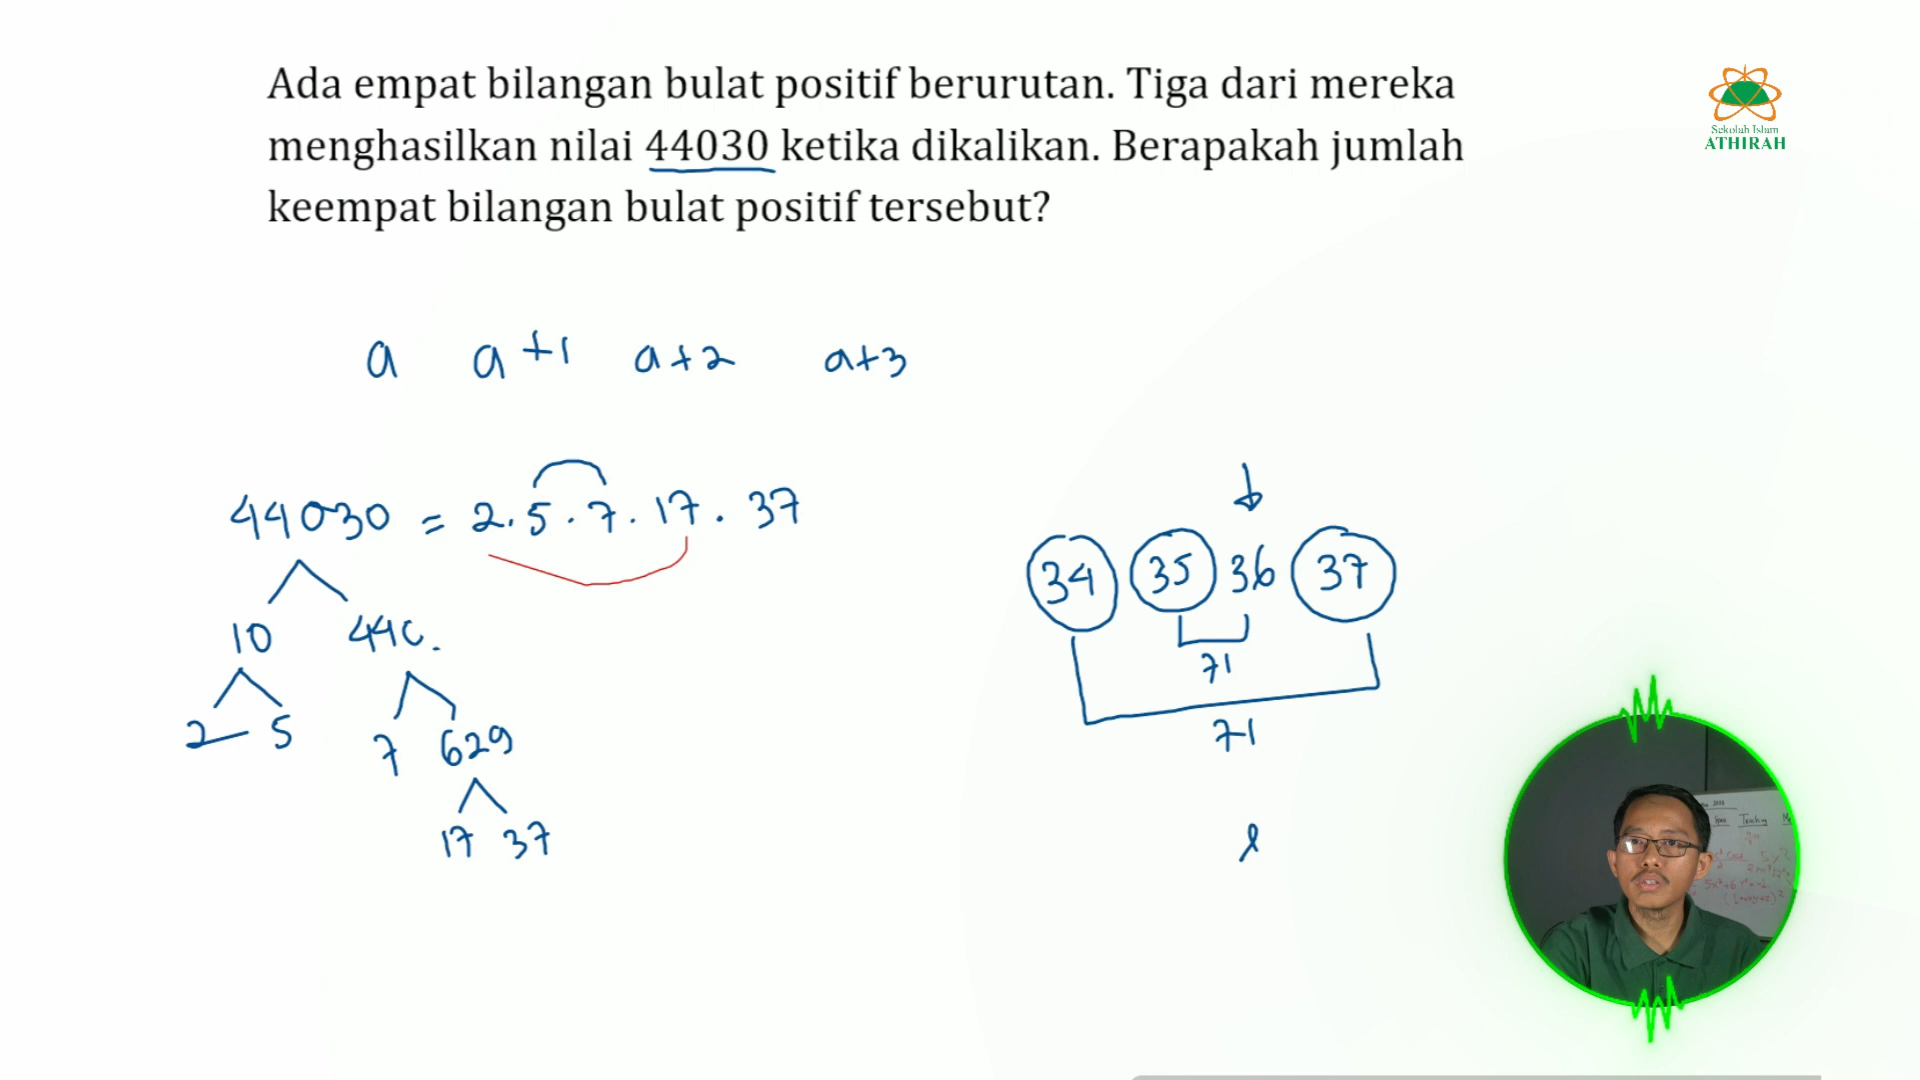 Ada empat bilangan bulat positif berurutan. Tiga dari mereka
menghasilkan nilai 44030 ketika dikalikan. Berapakah jumlah
keempat bilangan bulat positif tersebut?
Sekolah Islam
ATHIRAH
a a+1 a+2 a+3
44030 = 2.5.7.17.37
10 440.
2 5 7 629
17 37
34 35 36 37
71
71